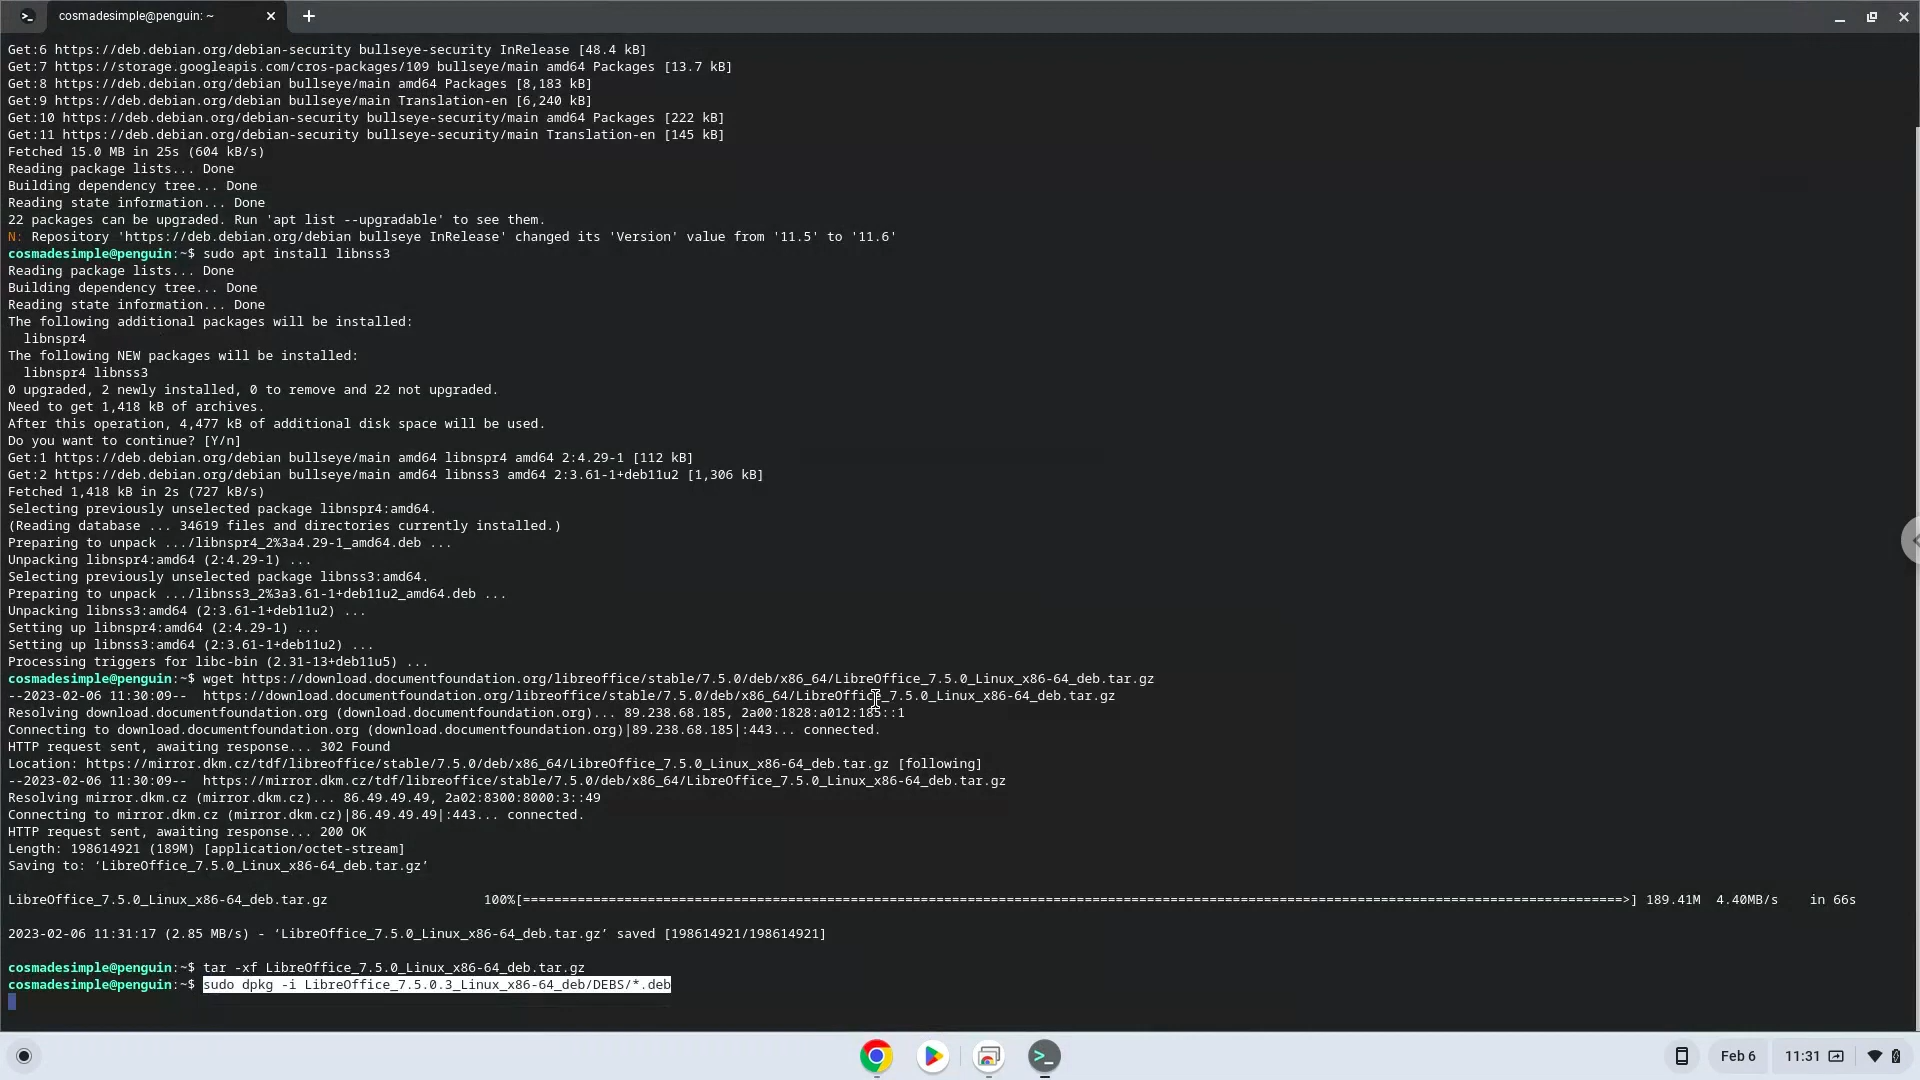 cosmadesimple@penguin: ~
Get:6 https://deb.debian.org/debian-security bullseye-security InRelease [48.4 kB]
Get:7 https://storage.googleapis.com/cros-packages/109 bullseye/main amd64 Packages [13.7 kB]
Get:8 https://deb.debian.org/debian bullseye/main amd64 Packages [8,183 kB]
Get:9 https://deb.debian.org/debian bullseye/main Translation-en [6,240 kB]
Get:10 https://deb.debian.org/debian-security bullseye-security/main amd64 Packages [222 kB]
Get:11 https://deb.debian.org/debian-security bullseye-security/main Translation-en [145 kB]
Fetched 15.0 MB in 25s (604 kB/s)
Reading package lists... Done
Building dependency tree... Done
Reading state information... Done
22 packages can be upgraded. Run 'apt list --upgradable' to see them.
N: Repository 'https://deb.debian.org/debian bullseye InRelease' changed its 'Version' value from '11.5' to '11.6'
cosmadesimple@penguin:~$ sudo apt install libnss3
Reading package lists... Done
Building dependency tree... Done
Reading state information... Done
The following additional packages will be installed:
  libnspr4
The following NEW packages will be installed:
  libnspr4 libnss3
0 upgraded, 2 newly installed, 0 to remove and 22 not upgraded.
Need to get 1,418 kB of archives.
After this operation, 4,477 kB of additional disk space will be used.
Do you want to continue? [Y/n]
Get:1 https://deb.debian.org/debian bullseye/main amd64 libnspr4 amd64 2:4.29-1 [112 kB]
Get:2 https://deb.debian.org/debian bullseye/main amd64 libnss3 amd64 2:3.61-1+deb11u2 [1,306 kB]
Fetched 1,418 kB in 2s (727 kB/s)
Selecting previously unselected package libnspr4:amd64.
(Reading database ... 34619 files and directories currently installed.)
Preparing to unpack .../libnspr4_2%3a4.29-1_amd64.deb ...
Unpacking libnspr4:amd64 (2:4.29-1) ...
Selecting previously unselected package libnss3:amd64.
Preparing to unpack .../libnss3_2%3a3.61-1+deb11u2_amd64.deb ...
Unpacking libnss3:amd64 (2:3.61-1+deb11u2) ...
Setting up libnspr4:amd64 (2:4.29-1) ...
Setting up libnss3:amd64 (2:3.61-1+deb11u2) ...
Processing triggers for libc-bin (2.31-13+deb11u5) ...
cosmadesimple@penguin:~$ wget https://download.documentfoundation.org/libreoffice/stable/7.5.0/deb/x86_64/LibreOffice_7.5.0_Linux_x86-64_deb.tar.gz
--2023-02-06 11:30:09--  https://download.documentfoundation.org/libreoffice/stable/7.5.0/deb/x86_64/LibreOffice_7.5.0_Linux_x86-64_deb.tar.gz
Resolving download.documentfoundation.org (download.documentfoundation.org)... 89.238.68.185, 2a00:1828:a012:185::1
Connecting to download.documentfoundation.org (download.documentfoundation.org)|89.238.68.185|:443... connected.
HTTP request sent, awaiting response... 302 Found
Location: https://mirror.dkm.cz/tdf/libreoffice/stable/7.5.0/deb/x86_64/LibreOffice_7.5.0_Linux_x86-64_deb.tar.gz [following]
--2023-02-06 11:30:09--  https://mirror.dkm.cz/tdf/libreoffice/stable/7.5.0/deb/x86_64/LibreOffice_7.5.0_Linux_x86-64_deb.tar.gz
Resolving mirror.dkm.cz (mirror.dkm.cz)... 86.49.49.49, 2a02:8300:8000:3::49
Connecting to mirror.dkm.cz (mirror.dkm.cz)|86.49.49.49|:443... connected.
HTTP request sent, awaiting response... 200 OK
Length: 198614921 (189M) [application/octet-stream]
Saving to: ‘LibreOffice_7.5.0_Linux_x86-64_deb.tar.gz’
LibreOffice_7.5.0_Linux_x86-64_deb.tar.gz 100%[=============================================================================================================================================>] 189.41M 4.40MB/s in 66s
2023-02-06 11:31:17 (2.85 MB/s) - ‘LibreOffice_7.5.0_Linux_x86-64_deb.tar.gz’ saved [198614921/198614921]
cosmadesimple@penguin:~$ tar -xf LibreOffice_7.5.0_Linux_x86-64_deb.tar.gz
cosmadesimple@penguin:~$ sudo dpkg -i LibreOffice_7.5.0.3_Linux_x86-64_deb/DEBS/*.deb
Feb 6
11:31